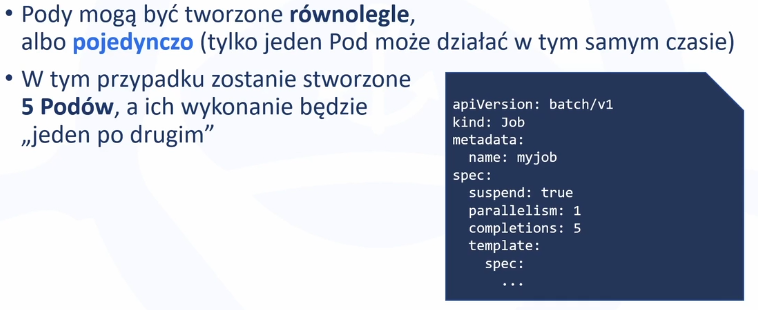 • Pody mogą być tworzone równolegle,
albo pojedynczo (tylko jeden Pod może działać w tym samym czasie)
• W tym przypadku zostanie stworzone
5 Podów, a ich wykonanie będzie
„jeden po drugim”
apiVersion: batch/v1
kind: Job
metadata:
  name: myjob
spec:
  suspend: true
  parallelism: 1
  completions: 5
  template:
    spec:
      ...